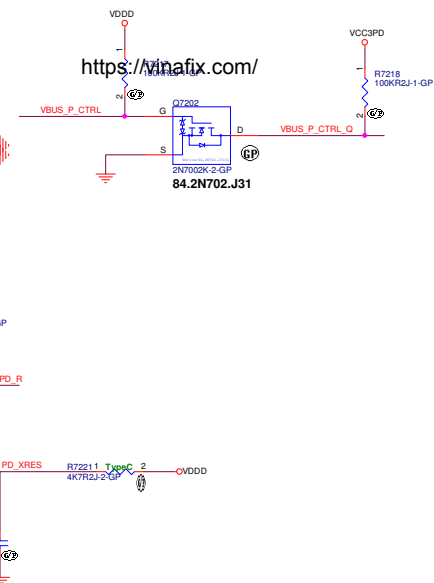 VDDD
VCC3PD
1
https://vinafix.com/
1
R7218
100KR2J-1-GP
2
G/P
Q7202
2
G/P
VBUS_P_CTRL
G
D
VBUS_P_CTRL_Q
S
GP
2N7002K-2-GP
84.2N702.J31
PD_R
PD_XRES
R7221
1
TypeC
2
VDDD
4K7R2J-2-GP
G/P
G/P